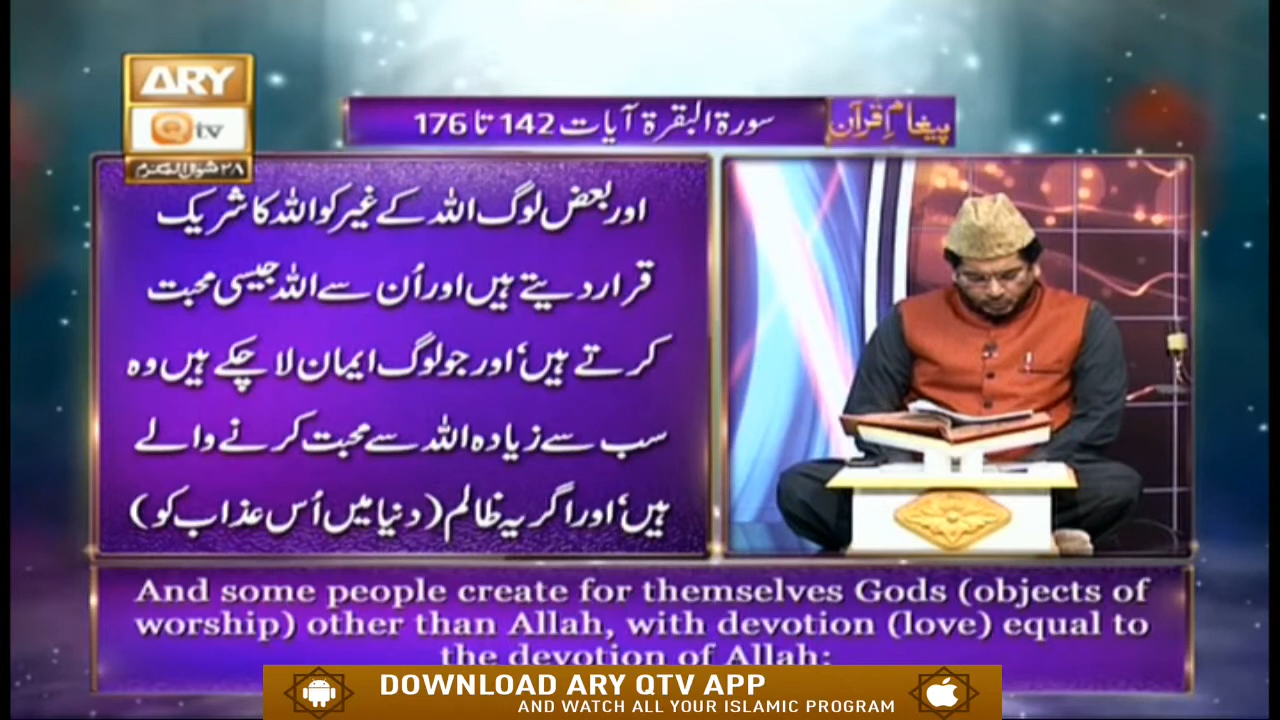 ARY
Qtv
۲۸ شوال المکرم
پیغامِ قرآن
سورۃ البقرۃ آیات 142 تا 176
اور بعض لوگ اللہ کے غیر کو اللہ کا شریک
قرار دیتے ہیں اور اُن سے اللہ جیسی محبت
کرتے ہیں‘ اور جو لوگ ایمان لا چکے ہیں وہ
سب سے زیادہ اللہ سے محبت کرنے والے
ہیں‘ اور اگر یہ ظالم (دنیا میں اُس عذاب کو)
And some people create for themselves Gods (objects of
worship) other than Allah, with devotion (love) equal to
the devotion of Allah:
DOWNLOAD ARY QTV APP
AND WATCH ALL YOUR ISLAMIC PROGRAM